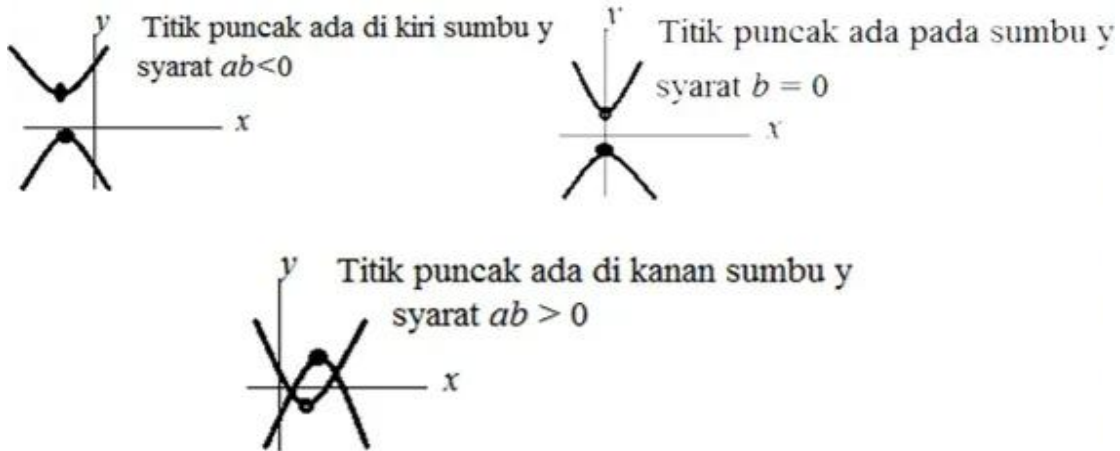 y Titik puncak ada di kiri sumbu y
syarat ab<0
x
y Titik puncak ada pada sumbu y
syarat b = 0
x
y Titik puncak ada di kanan sumbu y
syarat ab > 0
x